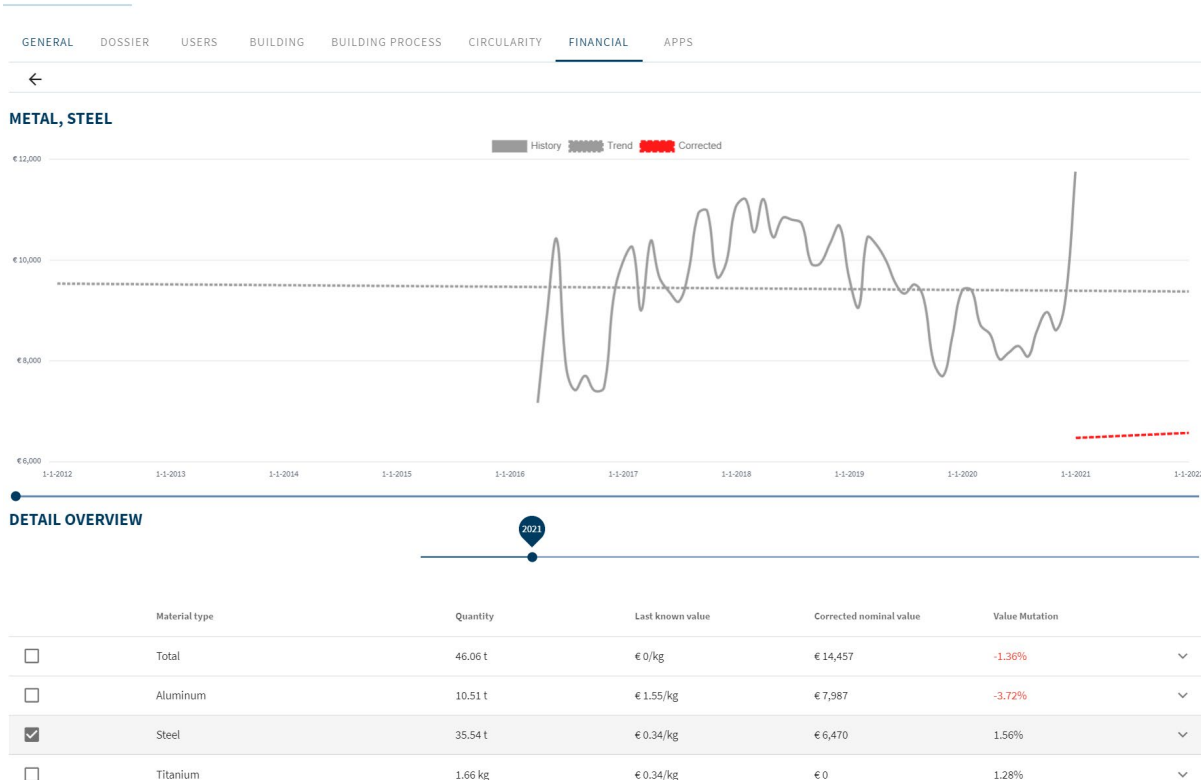 GENERAL DOSSIER USERS BUILDING BUILDING PROCESS CIRCULARITY FINANCIAL APPS
METAL, STEEL
History Trend Corrected
€ 12,000
€ 10,000
€ 8,000
€ 6,000
1-1-2012 1-1-2013 1-1-2014 1-1-2015 1-1-2016 1-1-2017 1-1-2018 1-1-2019 1-1-2020 1-1-2021 1-1-2022
DETAIL OVERVIEW
2021
Material type Quantity Last known value Corrected nominal value Value Mutation
Total 46.06 t € 0/kg € 14,457 -1.36%
Aluminum 10.51 t € 1.55/kg € 7,987 -3.72%
Steel 35.54 t € 0.34/kg € 6,470 1.56%
Titanium 1.66 kg € 0.34/kg € 0 1.28%